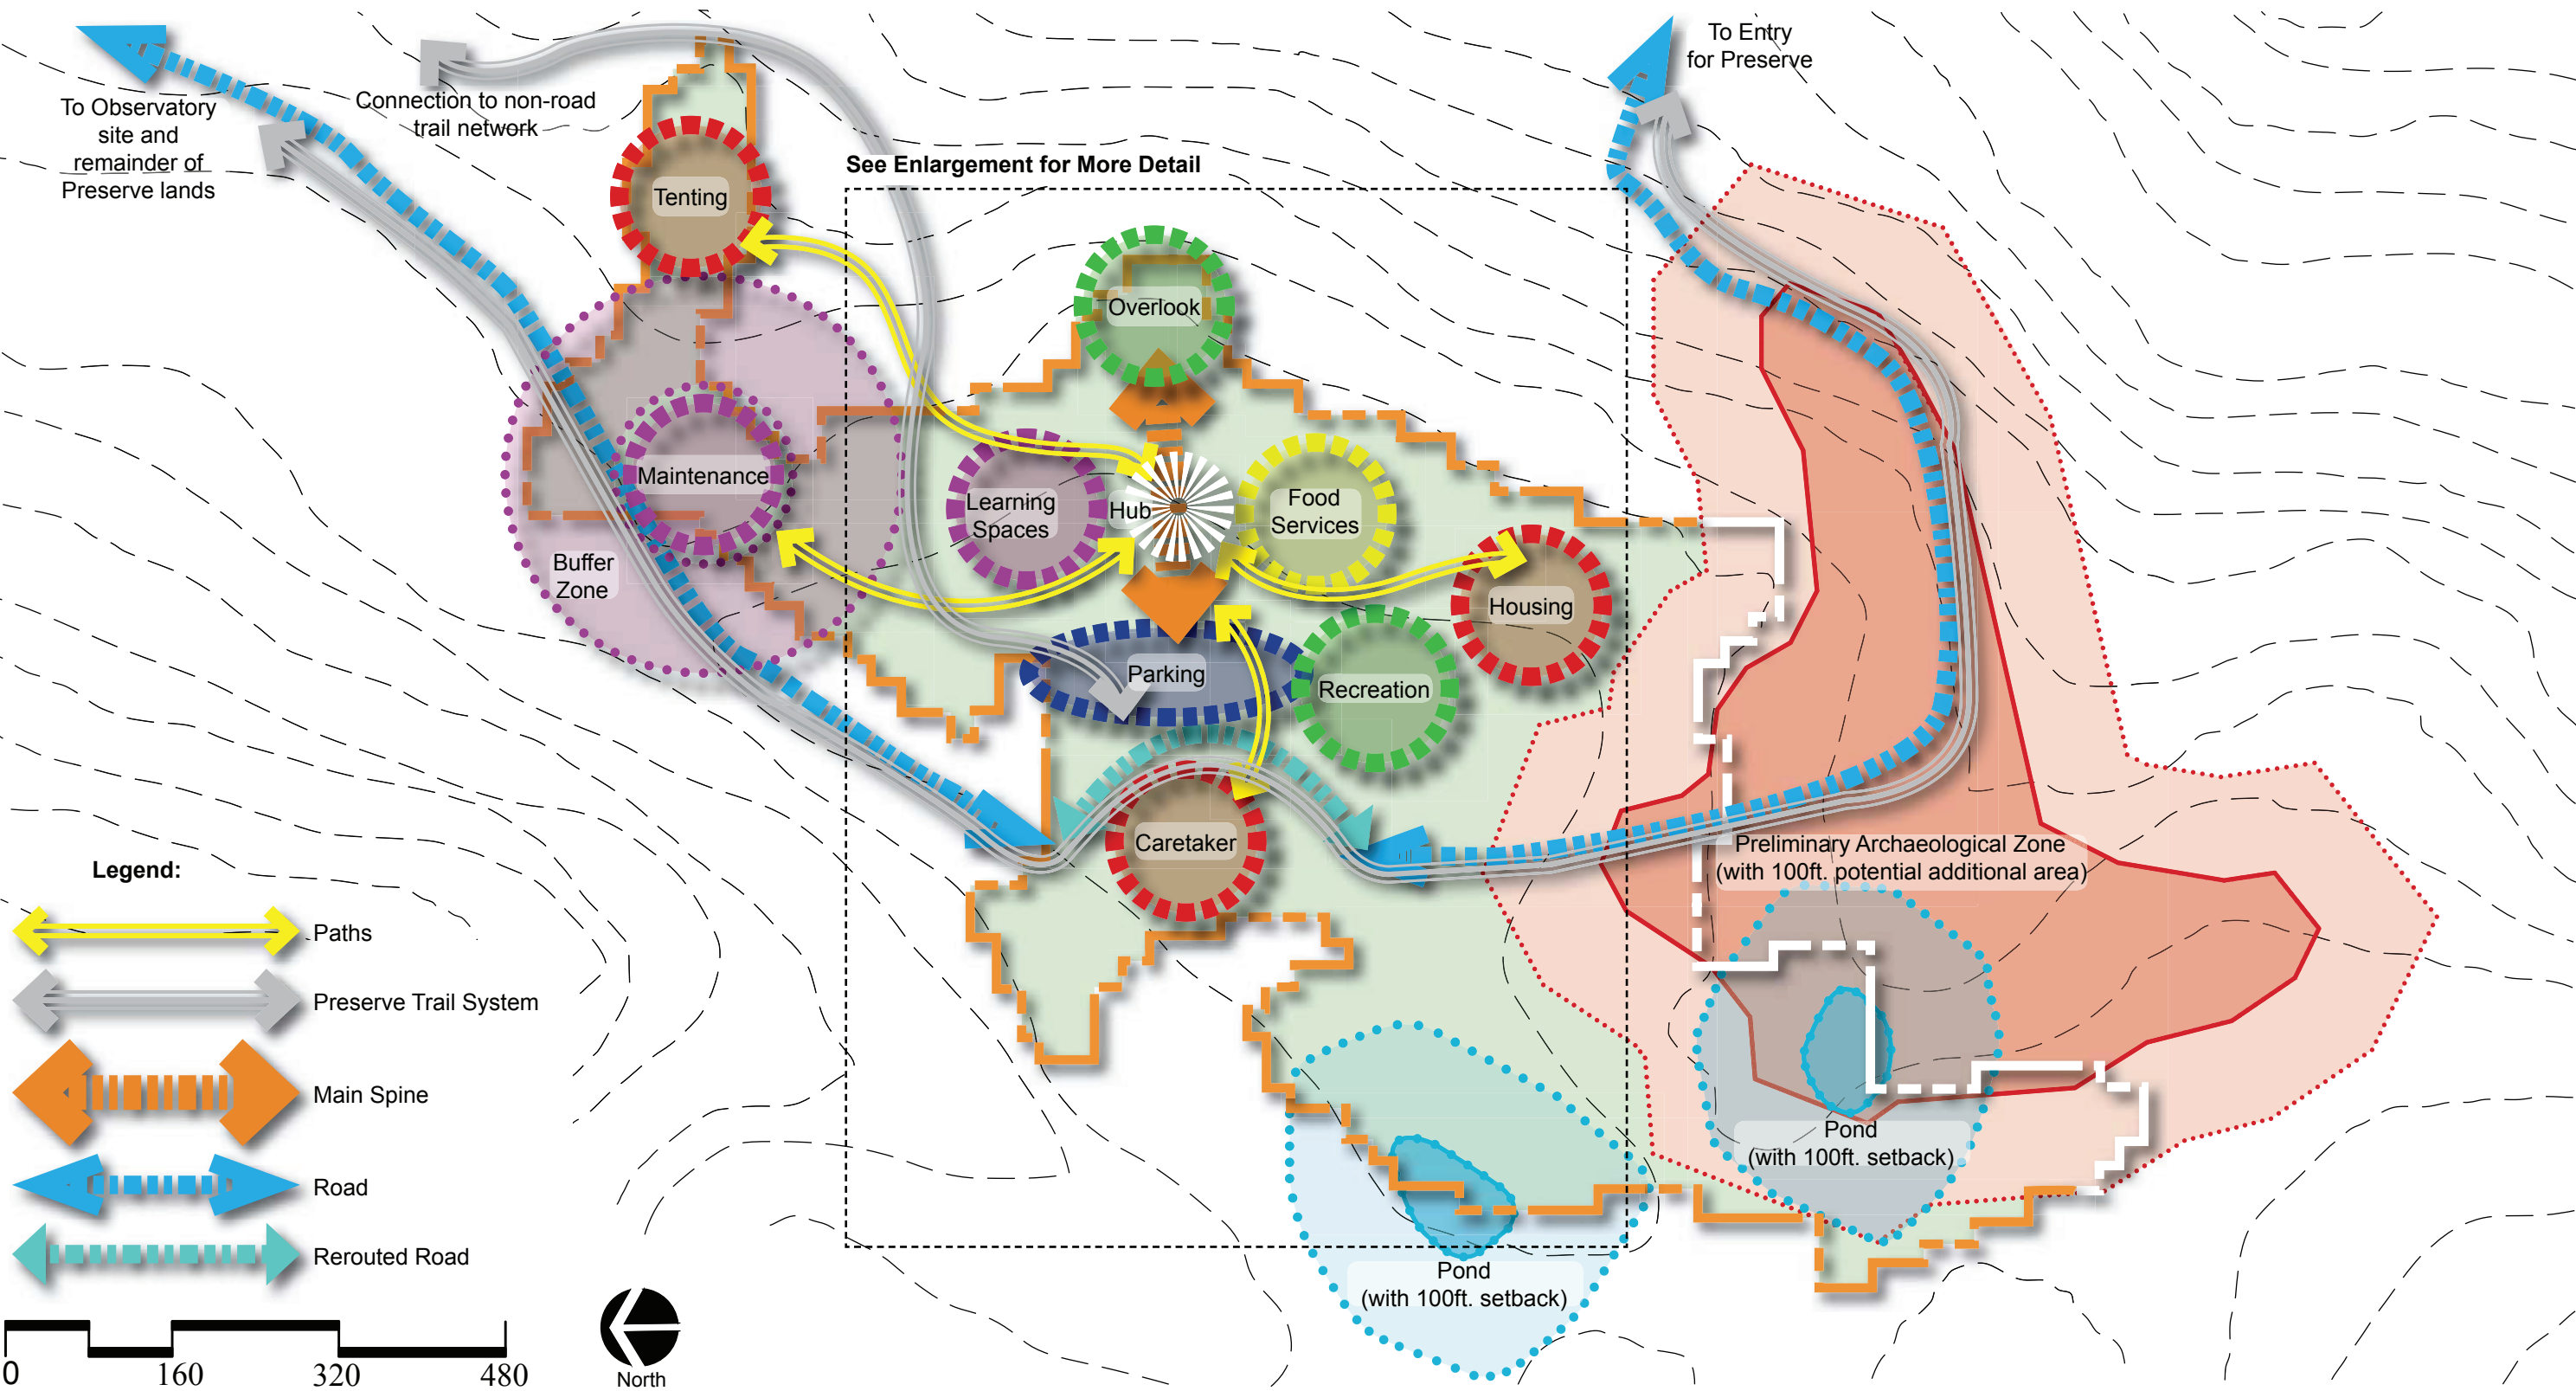 To Observatory
site and
remainder of
Preserve lands
Connection to non-road
trail network
To Entry
for Preserve
See Enlargement for More Detail
Tenting
Overlook
Maintenance
Learning
Spaces
Hub
Food
Services
Buffer
Zone
Housing
Parking
Recreation
Caretaker
Preliminary Archaeological Zone
(with 100ft. potential additional area)
Pond
(with 100ft. setback)
Pond
(with 100ft. setback)
Legend:
Paths
Preserve Trail System
Main Spine
Road
Rerouted Road
0 160 320 480
North